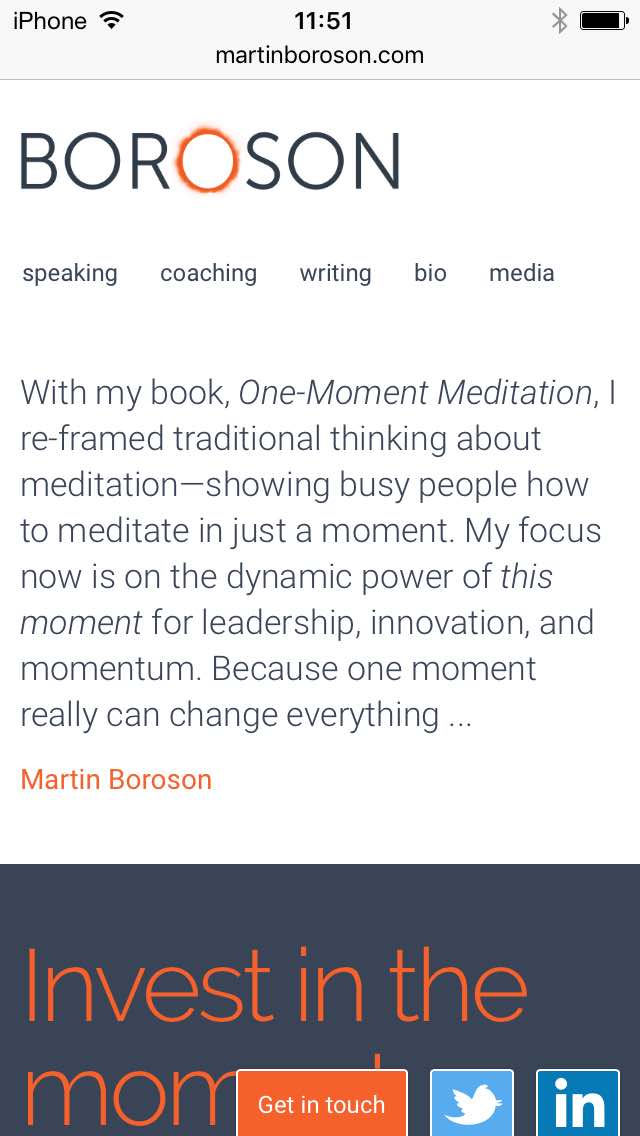 iPhone 11:51
martinboroson.com
BOROSON
speaking coaching writing bio media
With my book, One-Moment Meditation, I
re-framed traditional thinking about
meditation—showing busy people how
to meditate in just a moment. My focus
now is on the dynamic power of this
moment for leadership, innovation, and
momentum. Because one moment
really can change everything ...
Martin Boroson
Invest in the
mom
Get in touch
in